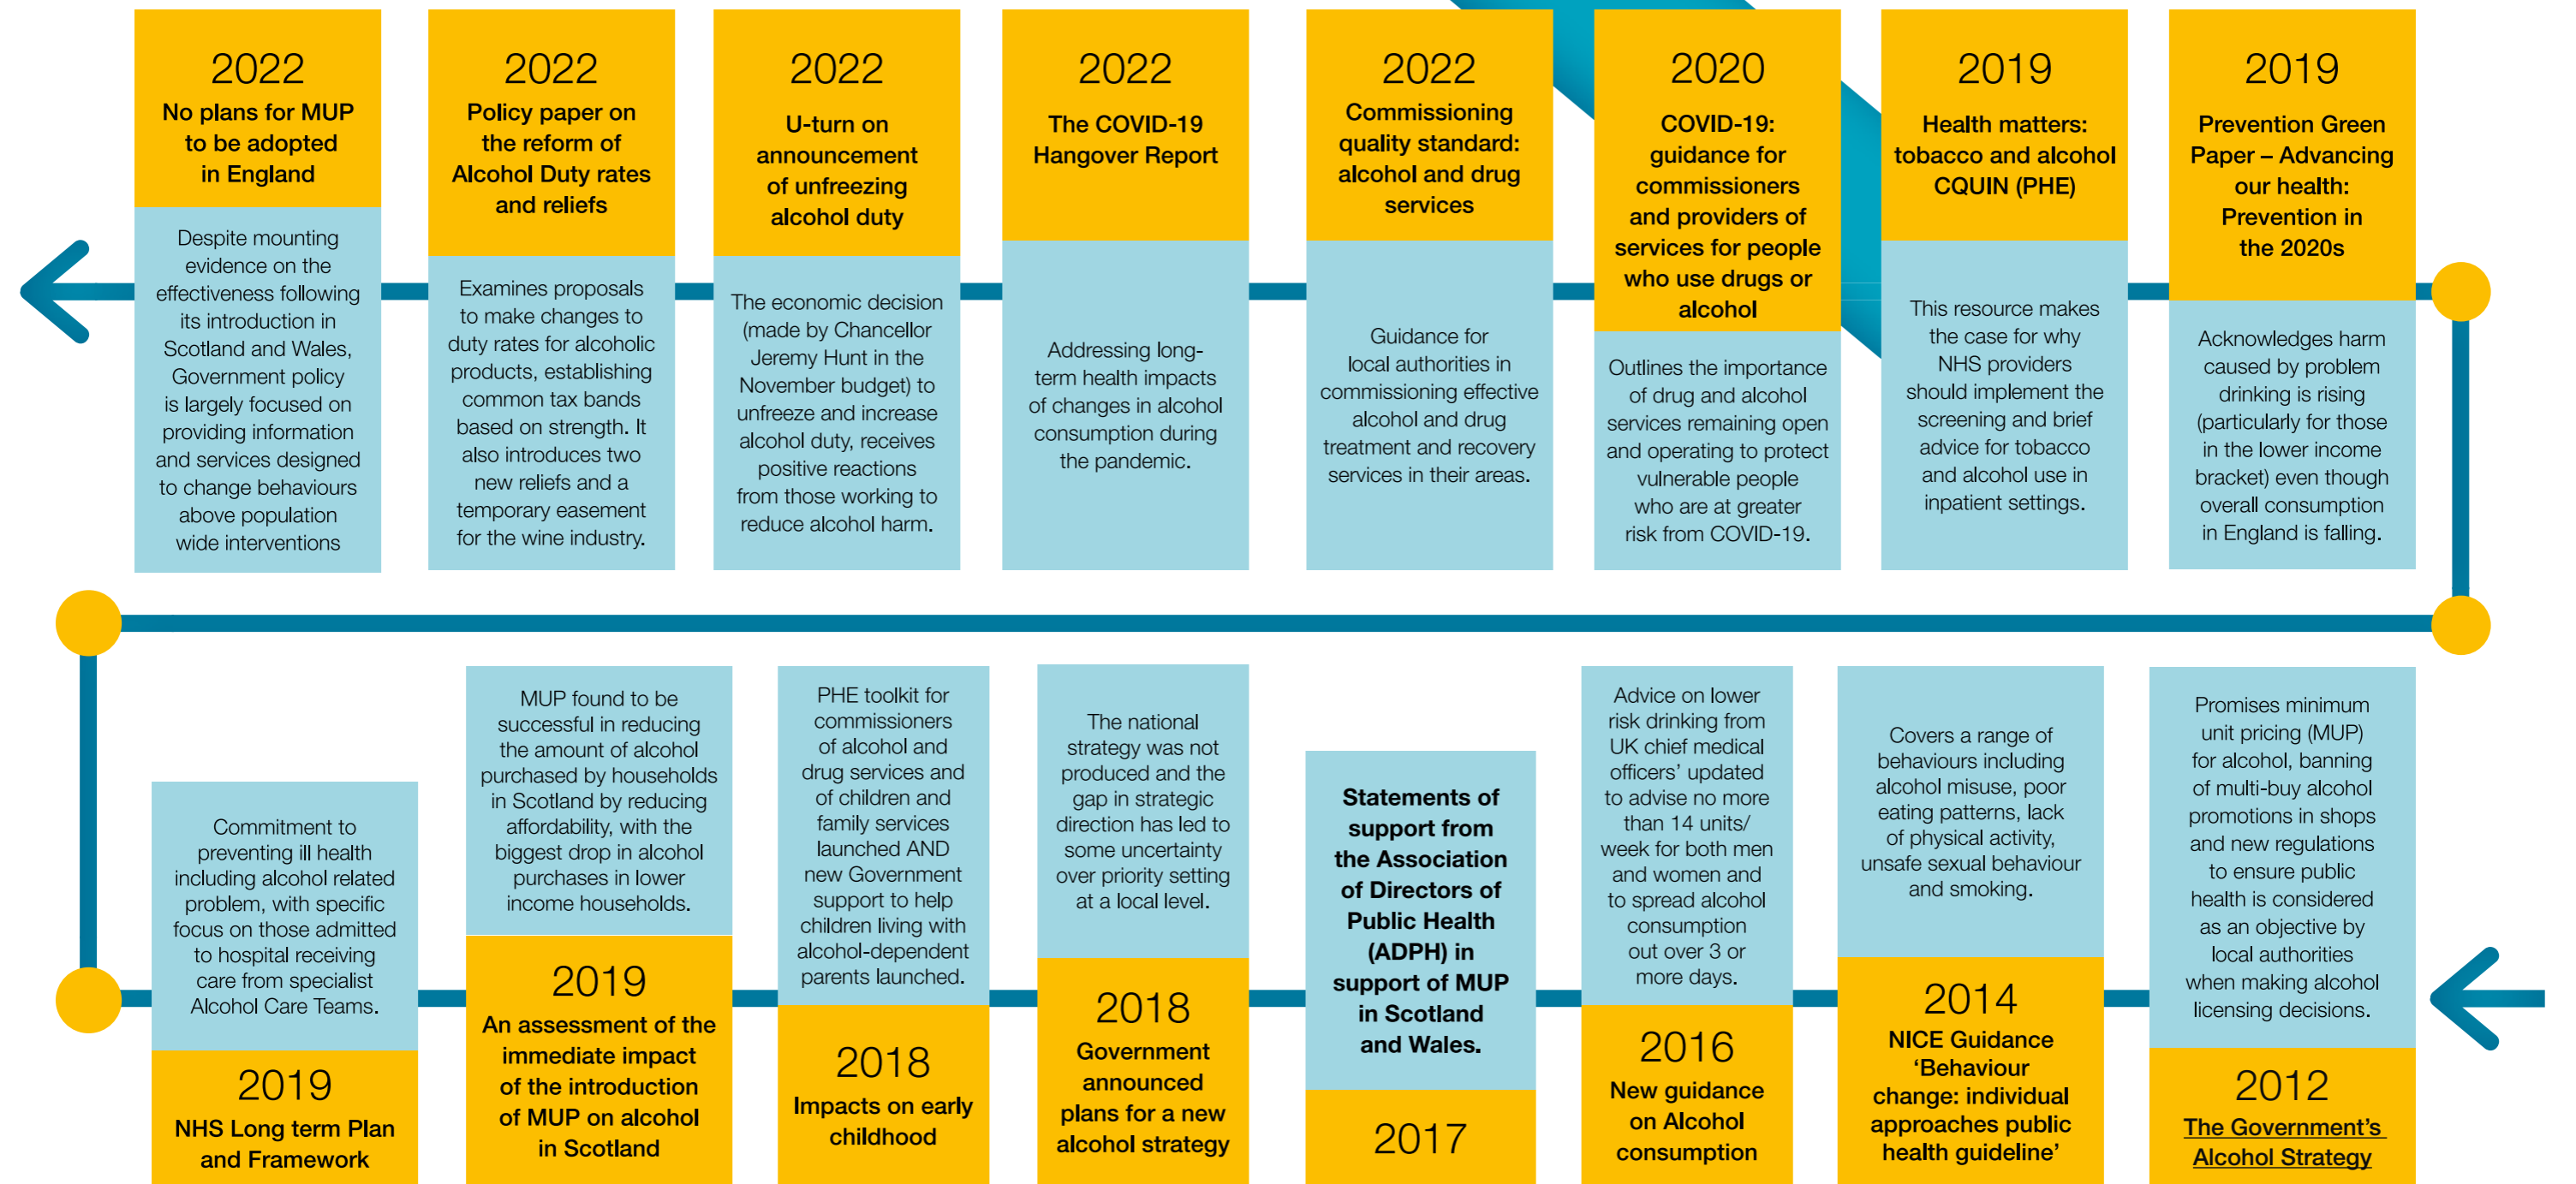 2022
No plans for MUP
to be adopted
in England
Despite mounting
evidence on the
effectiveness following
its introduction in
Scotland and Wales,
Government policy
is largely focused on
providing information
and services designed
to change behaviours
above population
wide interventions
2022
Policy paper on
the reform of
Alcohol Duty rates
and reliefs
Examines proposals
to make changes to
duty rates for alcoholic
products, establishing
common tax bands
based on strength. It
also introduces two
new reliefs and a
temporary easement
for the wine industry.
2022
U-turn on
announcement
of unfreezing
alcohol duty
The economic decision
(made by Chancellor
Jeremy Hunt in the
November budget) to
unfreeze and increase
alcohol duty, receives
positive reactions
from those working to
reduce alcohol harm.
2022
The COVID-19
Hangover Report
Addressing long-
term health impacts
of changes in alcohol
consumption during
the pandemic.
2022
Commissioning
quality standard:
alcohol and drug
services
Guidance for
local authorities in
commissioning effective
alcohol and drug
treatment and recovery
services in their areas.
2020
COVID-19:
guidance for
commissioners
and providers of
services for people
who use drugs or
alcohol
Outlines the importance
of drug and alcohol
services remaining open
and operating to protect
vulnerable people
who are at greater
risk from COVID-19.
2019
Health matters:
tobacco and alcohol
CQUIN (PHE)
This resource makes
the case for why
NHS providers
should implement the
screening and brief
advice for tobacco
and alcohol use in
inpatient settings.
2019
Prevention Green
Paper – Advancing
our health:
Prevention in
the 2020s
Acknowledges harm
caused by problem
drinking is rising
(particularly for those
in the lower income
bracket) even though
overall consumption
in England is falling.
Commitment to
preventing ill health
including alcohol related
problem, with specific
focus on those admitted
to hospital receiving
care from specialist
Alcohol Care Teams.
2019
NHS Long term Plan
and Framework
MUP found to be
successful in reducing
the amount of alcohol
purchased by households
in Scotland by reducing
affordability, with the
biggest drop in alcohol
purchases in lower
income households.
2019
An assessment of the
immediate impact
of the introduction
of MUP on alcohol
in Scotland
PHE toolkit for
commissioners
of alcohol and
drug services and
of children and
family services
launched AND
new Government
support to help
children living with
alcohol-dependent
parents launched.
2018
Impacts on early
childhood
The national
strategy was not
produced and the
gap in strategic
direction has led to
some uncertainty
over priority setting
at a local level.
2018
Government
announced
plans for a new
alcohol strategy
Statements of
support from
the Association
of Directors of
Public Health
(ADPH) in
support of MUP
in Scotland
and Wales.
2017
Advice on lower
risk drinking from
UK chief medical
officers’ updated
to advise no more
than 14 units/
week for both men
and women and
to spread alcohol
consumption
out over 3 or
more days.
2016
New guidance
on Alcohol
consumption
Covers a range of
behaviours including
alcohol misuse, poor
eating patterns, lack
of physical activity,
unsafe sexual behaviour
and smoking.
2014
NICE Guidance
‘Behaviour
change: individual
approaches public
health guideline’
Promises minimum
unit pricing (MUP)
for alcohol, banning
of multi-buy alcohol
promotions in shops
and new regulations
to ensure public
health is considered
as an objective by
local authorities
when making alcohol
licensing decisions.
2012
The Government’s
Alcohol Strategy